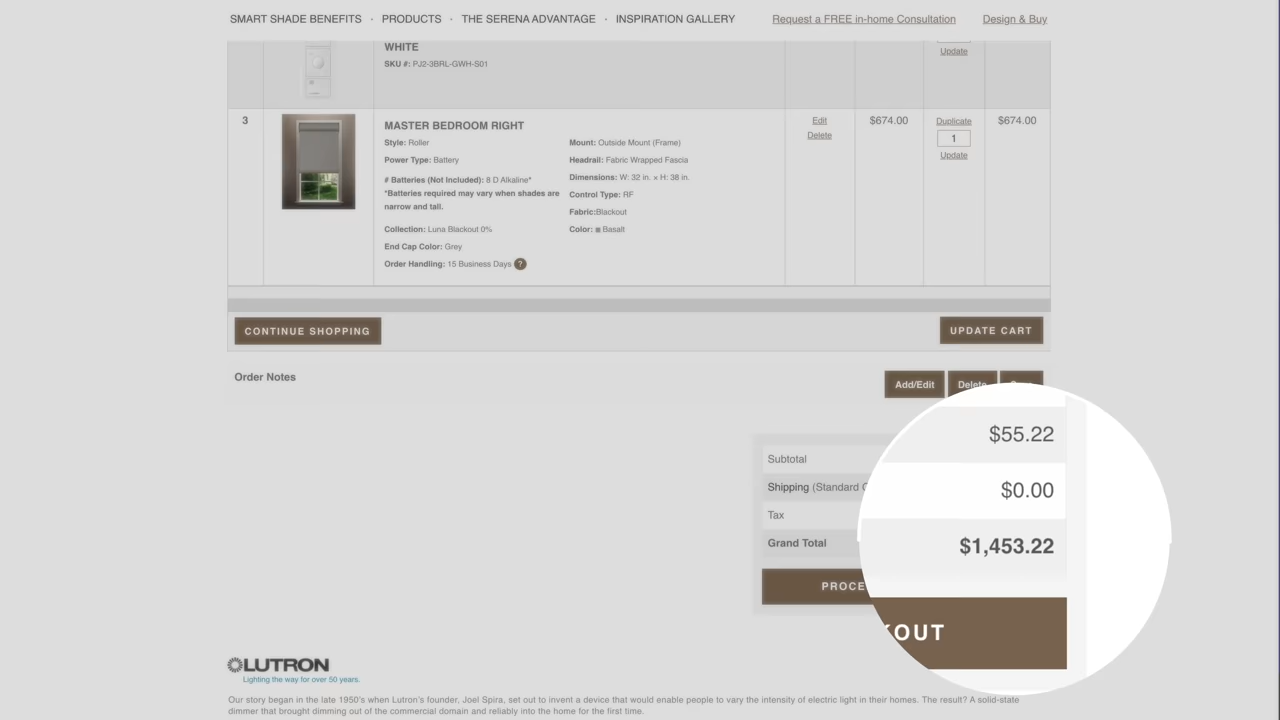 SMART SHADE BENEFITS · PRODUCTS · THE SERENA ADVANTAGE · INSPIRATION GALLERY Request a FREE in-home Consultation Design & Buy
WHITE
Update
SKU #: PJ2-3BRL-GWH-S01
3 MASTER BEDROOM RIGHT Edit $674.00 Duplicate $674.00
Delete 1
Update
Style: Roller Mount: Outside Mount (Frame)
Power Type: Battery Headrail: Fabric Wrapped Fascia
# Batteries (Not Included): 8 D Alkaline* Dimensions: W: 32 in. × H: 38 in.
*Batteries required may vary when shades are Control Type: RF
narrow and tall. Fabric:Blackout
Collection: Luna Blackout 0% Color: Basalt
End Cap Color: Grey
Order Handling: 15 Business Days ?
CONTINUE SHOPPING UPDATE CART
Order Notes Add/Edit Delete
$55.22
Subtotal
Shipping (Standard $0.00
Tax
Grand Total $1,453.22
PROCE
KOUT
LUTRON
Lighting the way for over 50 years.
Our story began in the late 1950's when Lutron's founder, Joel Spira, set out to invent a device that would enable people to vary the intensity of electric light in their homes. The result? A solid-state
dimmer that brought dimming out of the commercial domain and reliably into the home for the first time.